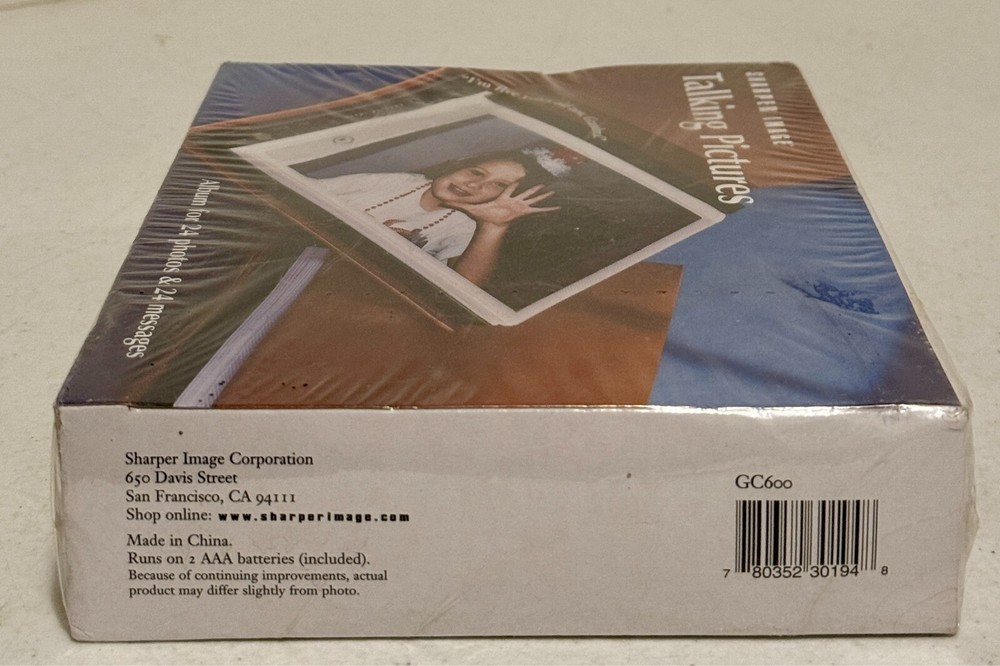 SHARPER IMAGE
Talking Pictures
Album for 24 photos & 24 messages
Sharper Image Corporation
650 Davis Street
San Francisco, CA 94111
Shop online: www.sharperimage.com
Made in China.
Runs on 2 AAA batteries (included).
Because of continuing improvements, actual
product may differ slightly from photo.
GC600
7 80352 30194 8